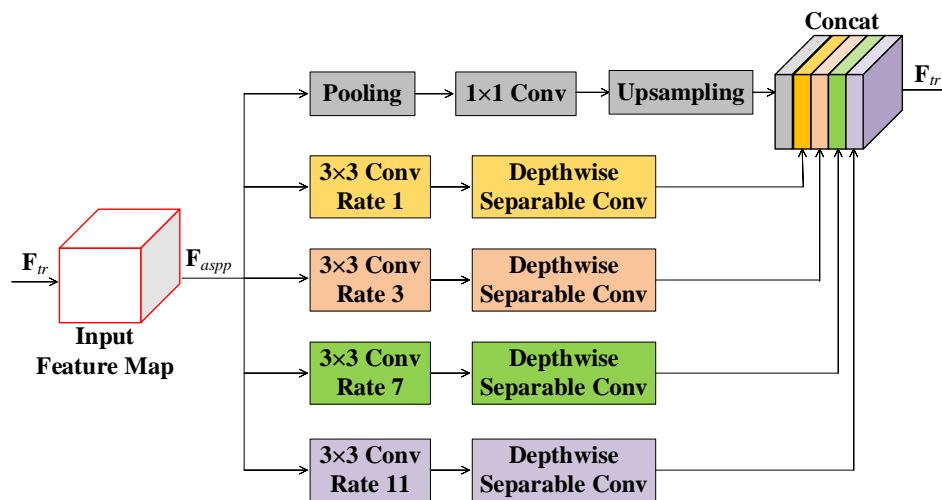 Concat
F_tr
Pooling
1×1 Conv
Upsampling
3×3 Conv
Rate 1
Depthwise
Separable Conv
F_tr
F_aspp
3×3 Conv
Rate 3
Depthwise
Separable Conv
Input
Feature Map
3×3 Conv
Rate 7
Depthwise
Separable Conv
3×3 Conv
Rate 11
Depthwise
Separable Conv